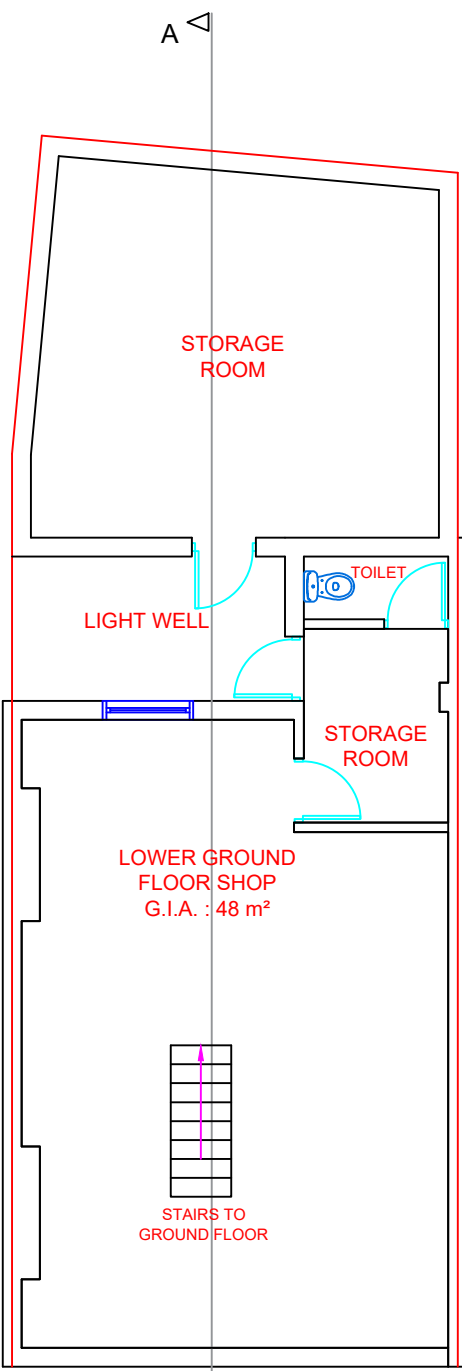 A
STORAGE
ROOM
TOILET
LIGHT WELL
STORAGE
ROOM
LOWER GROUND
FLOOR SHOP
G.I.A. : 48 m²
STAIRS TO
GROUND FLOOR